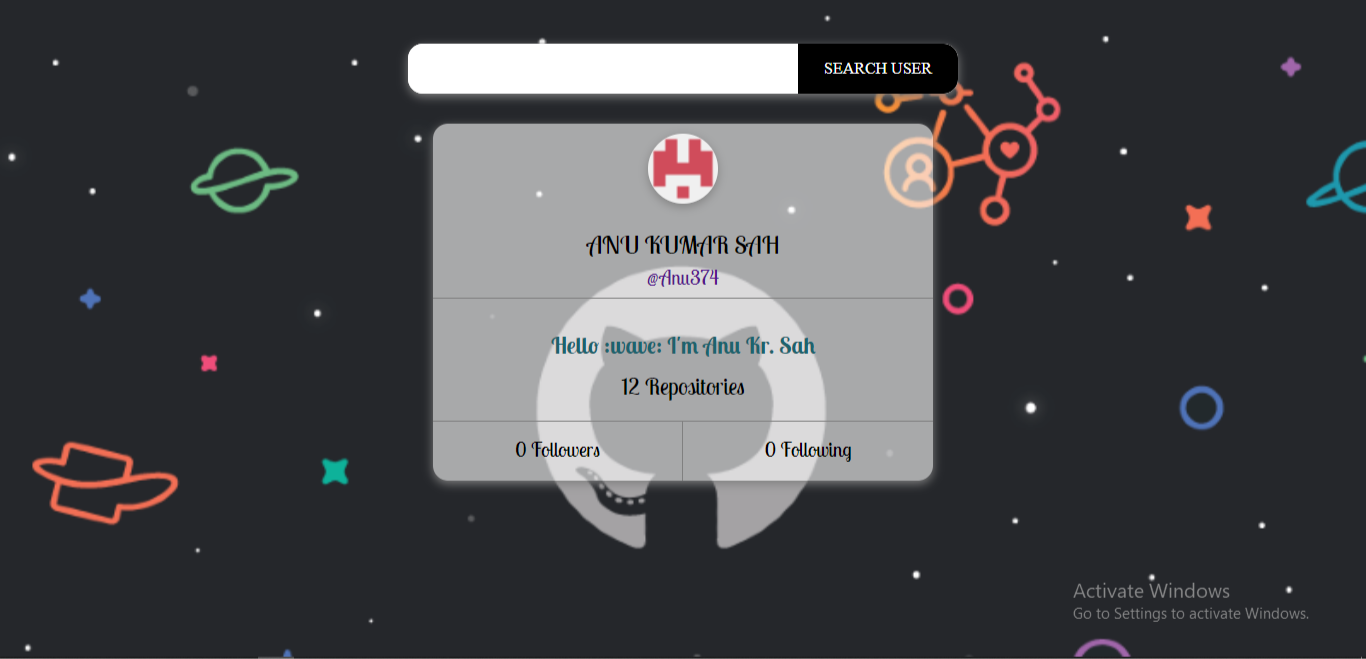 SEARCH USER
ANU KUMAR SAH
@Anu374
Hello :wave: I'm Anu Kr. Sah
12 Repositories
0 Followers
0 Following
Activate Windows
Go to Settings to activate Windows.